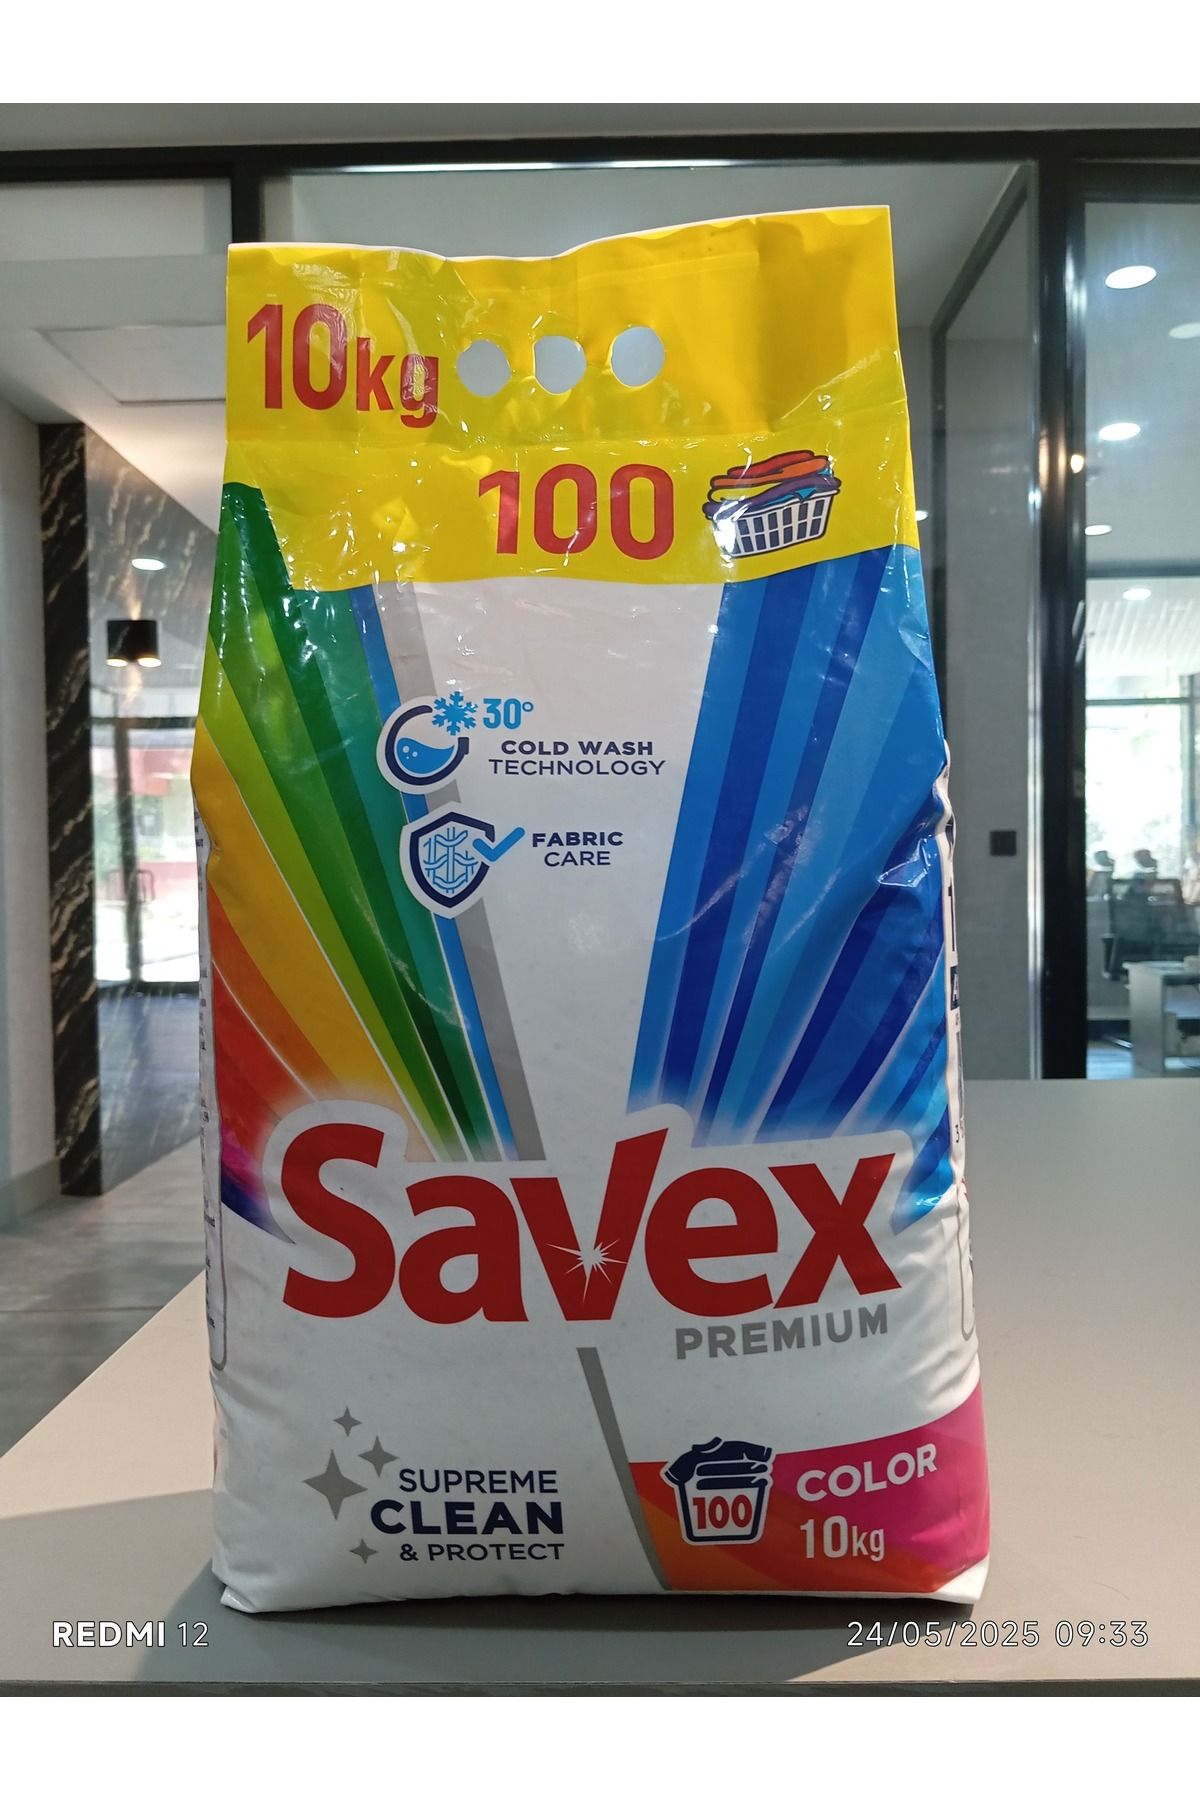 10kg
100
30°
COLD WASH
TECHNOLOGY
FABRIC
CARE
Savex
PREMIUM
SUPREME
CLEAN
& PROTECT
100
COLOR
10kg
REDMI 12
24/05/2025 09:33